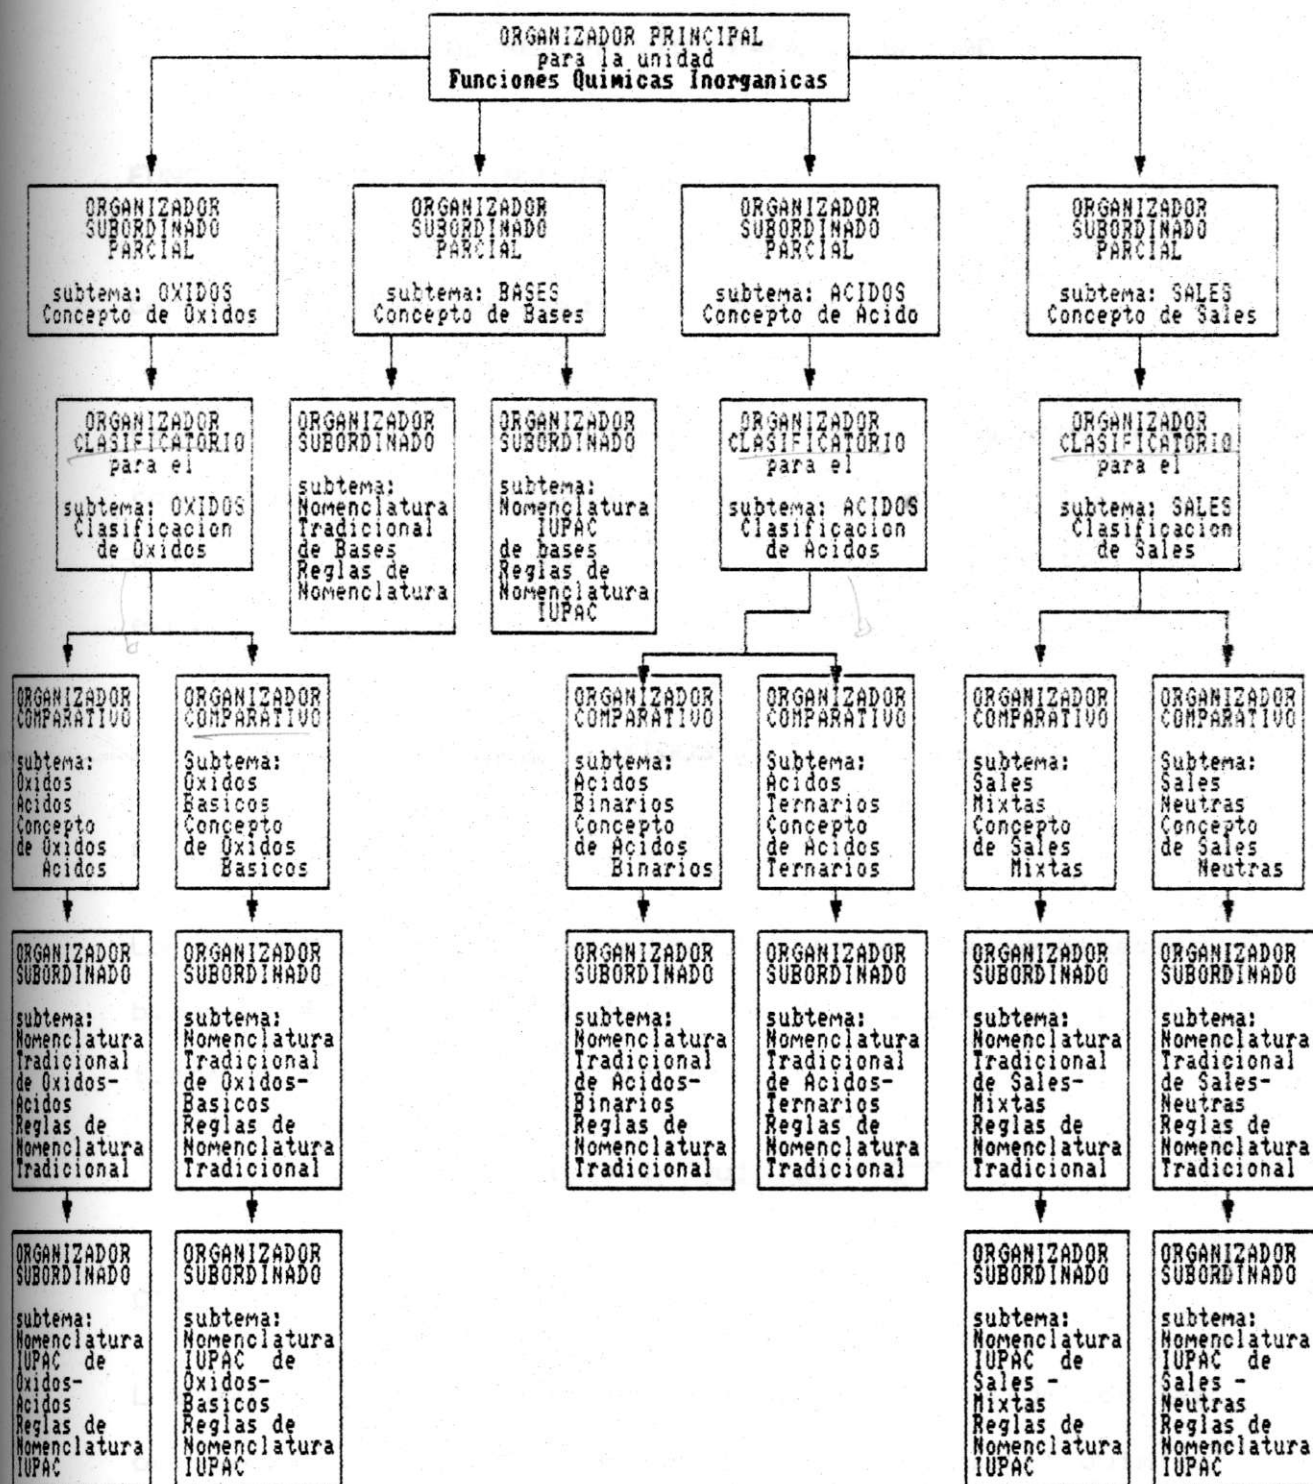 ORGANIZADOR PRINCIPAL
para la unidad
Funciones Quimicas Inorganicas
ORGANIZADOR
SUBORDINADO
PARCIAL
subtema: OXIDOS
Concepto de Oxidos
ORGANIZADOR
SUBORDINADO
PARCIAL
subtema: BASES
Concepto de Bases
ORGANIZADOR
SUBORDINADO
PARCIAL
subtema: ACIDOS
Concepto de Acido
ORGANIZADOR
SUBORDINADO
PARCIAL
subtema: SALES
Concepto de Sales
ORGANIZADOR
CLASIFICATORIO
para el
subtema: OXIDOS
Clasificacion
de Oxidos
ORGANIZADOR
SUBORDINADO
subtema:
Nomenclatura
Tradicional
de Bases
Reglas de
Nomenclatura
ORGANIZADOR
SUBORDINADO
subtema:
Nomenclatura
IUPAC
de bases
Reglas de
Nomenclatura
IUPAC
ORGANIZADOR
CLASIFICATORIO
para el
subtema: ACIDOS
Clasificacion
de Acidos
ORGANIZADOR
CLASIFICATORIO
para el
subtema: SALES
Clasificacion
de Sales
ORGANIZADOR
COMPARATIVO
subtema:
Oxidos
Acidos
Concepto
de Oxidos
Acidos
ORGANIZADOR
COMPARATIVO
Subtema:
Oxidos
Basicos
Concepto
de Oxidos
Basicos
ORGANIZADOR
COMPARATIVO
subtema:
Acidos
Binarios
Concepto
de Acidos
Binarios
ORGANIZADOR
COMPARATIVO
Subtema:
Acidos
Ternarios
Concepto
de Acidos
Ternarios
ORGANIZADOR
COMPARATIVO
subtema:
Sales
Mixtas
Concepto
de Sales
Mixtas
ORGANIZADOR
COMPARATIVO
Subtema:
Sales
Neutras
Concepto
de Sales
Neutras
ORGANIZADOR
SUBORDINADO
subtema:
Nomenclatura
Tradicional
de Oxidos-
Acidos
Reglas de
Nomenclatura
Tradicional
ORGANIZADOR
SUBORDINADO
subtema:
Nomenclatura
Tradicional
de Oxidos-
Basicos
Reglas de
Nomenclatura
Tradicional
ORGANIZADOR
SUBORDINADO
subtema:
Nomenclatura
Tradicional
de Acidos-
Binarios
Reglas de
Nomenclatura
Tradicional
ORGANIZADOR
SUBORDINADO
subtema:
Nomenclatura
Tradicional
de Acidos-
Ternarios
Reglas de
Nomenclatura
Tradicional
ORGANIZADOR
SUBORDINADO
subtema:
Nomenclatura
Tradicional
de Sales-
Mixtas
Reglas de
Nomenclatura
Tradicional
ORGANIZADOR
SUBORDINADO
subtema:
Nomenclatura
Tradicional
de Sales-
Neutras
Reglas de
Nomenclatura
Tradicional
ORGANIZADOR
SUBORDINADO
subtema:
Nomenclatura
IUPAC de
Oxidos-
Acidos
Reglas de
Nomenclatura
IUPAC
ORGANIZADOR
SUBORDINADO
subtema:
Nomenclatura
IUPAC de
Oxidos-
Basicos
Reglas de
Nomenclatura
IUPAC
ORGANIZADOR
SUBORDINADO
subtema:
Nomenclatura
IUPAC de
Sales -
Mixtas
Reglas de
Nomenclatura
IUPAC
ORGANIZADOR
SUBORDINADO
subtema:
Nomenclatura
IUPAC de
Sales -
Neutras
Reglas de
Nomenclatura
IUPAC